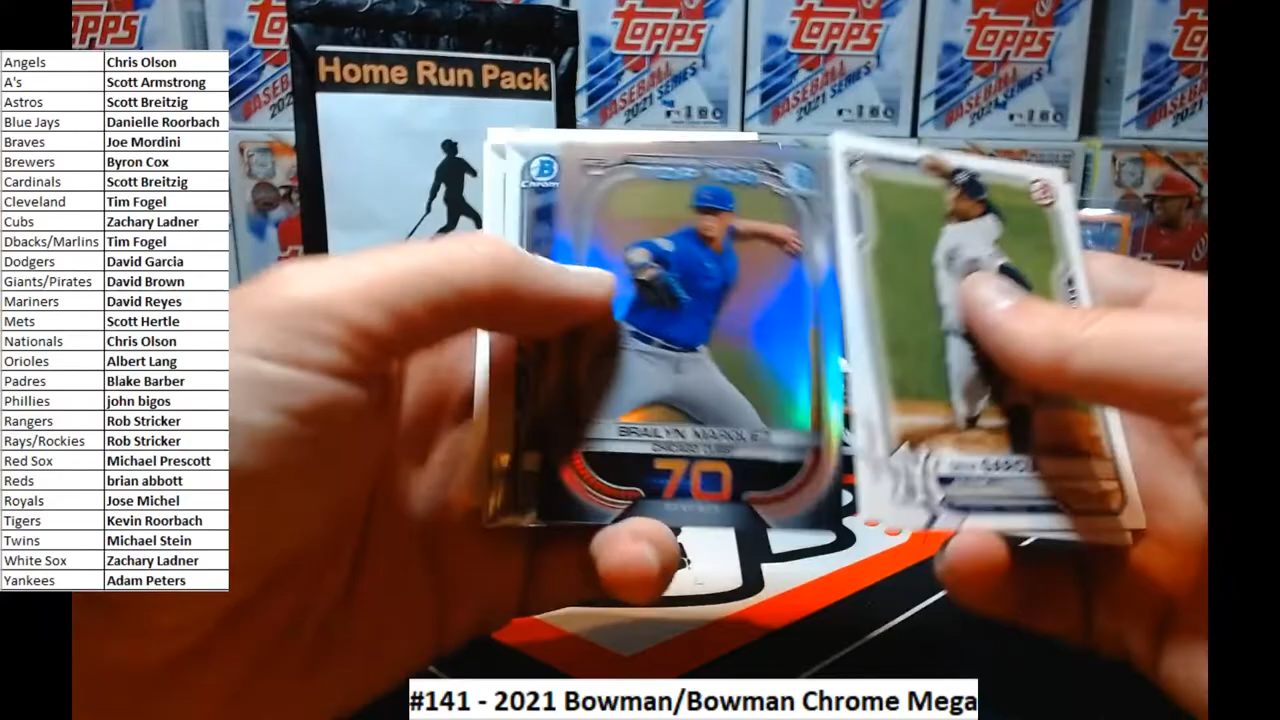 Angels Chris Olson
A's Scott Armstrong
Astros Scott Breitzig
Blue Jays Danielle Roorbach
Braves Joe Mordini
Brewers Byron Cox
Cardinals Scott Breitzig
Cleveland Tim Fogel
Cubs Zachary Ladner
Dbacks/Marlins Tim Fogel
Dodgers David Garcia
Giants/Pirates David Brown
Mariners David Reyes
Mets Scott Hertle
Nationals Chris Olson
Orioles Albert Lang
Padres Blake Barber
Phillies john bigos
Rangers Rob Stricker
Rays/Rockies Rob Stricker
Red Sox Michael Prescott
Reds brian abbott
Royals Jose Michel
Tigers Kevin Roorbach
Twins Michael Stein
White Sox Zachary Ladner
Yankees Adam Peters
Home Run Pack
TOPPS
BASEBALL
2021 SERIES 1
TOPPS
BASEBALL
2021 SERIES 1
TOPPS
BASEBALL
2021 SERIES 1
B
Chrome
BRAILYN
70
#141 - 2021 Bowman/Bowman Chrome Mega